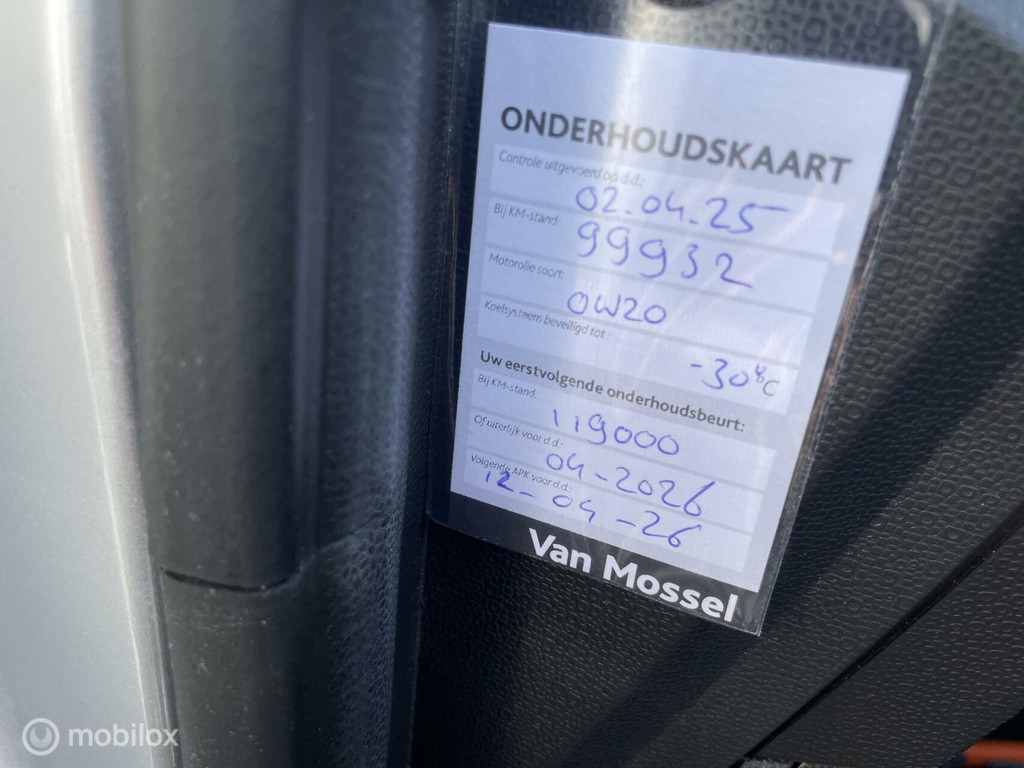 ONDERHOUDSKAART
Controle uitgevoerd op d.d.:
02.04.25
Bij KM-stand:
99932
Motorolie soort:
0W20
Koelsysteem beveiligd tot :
-30°C
Uw eerstvolgende onderhoudsbeurt:
Bij KM-stand:
119000
Of uiterlijk voor d.d.:
04-2026
Volgende APK voor d.d.:
12-04-26
Van Mossel
mobilox